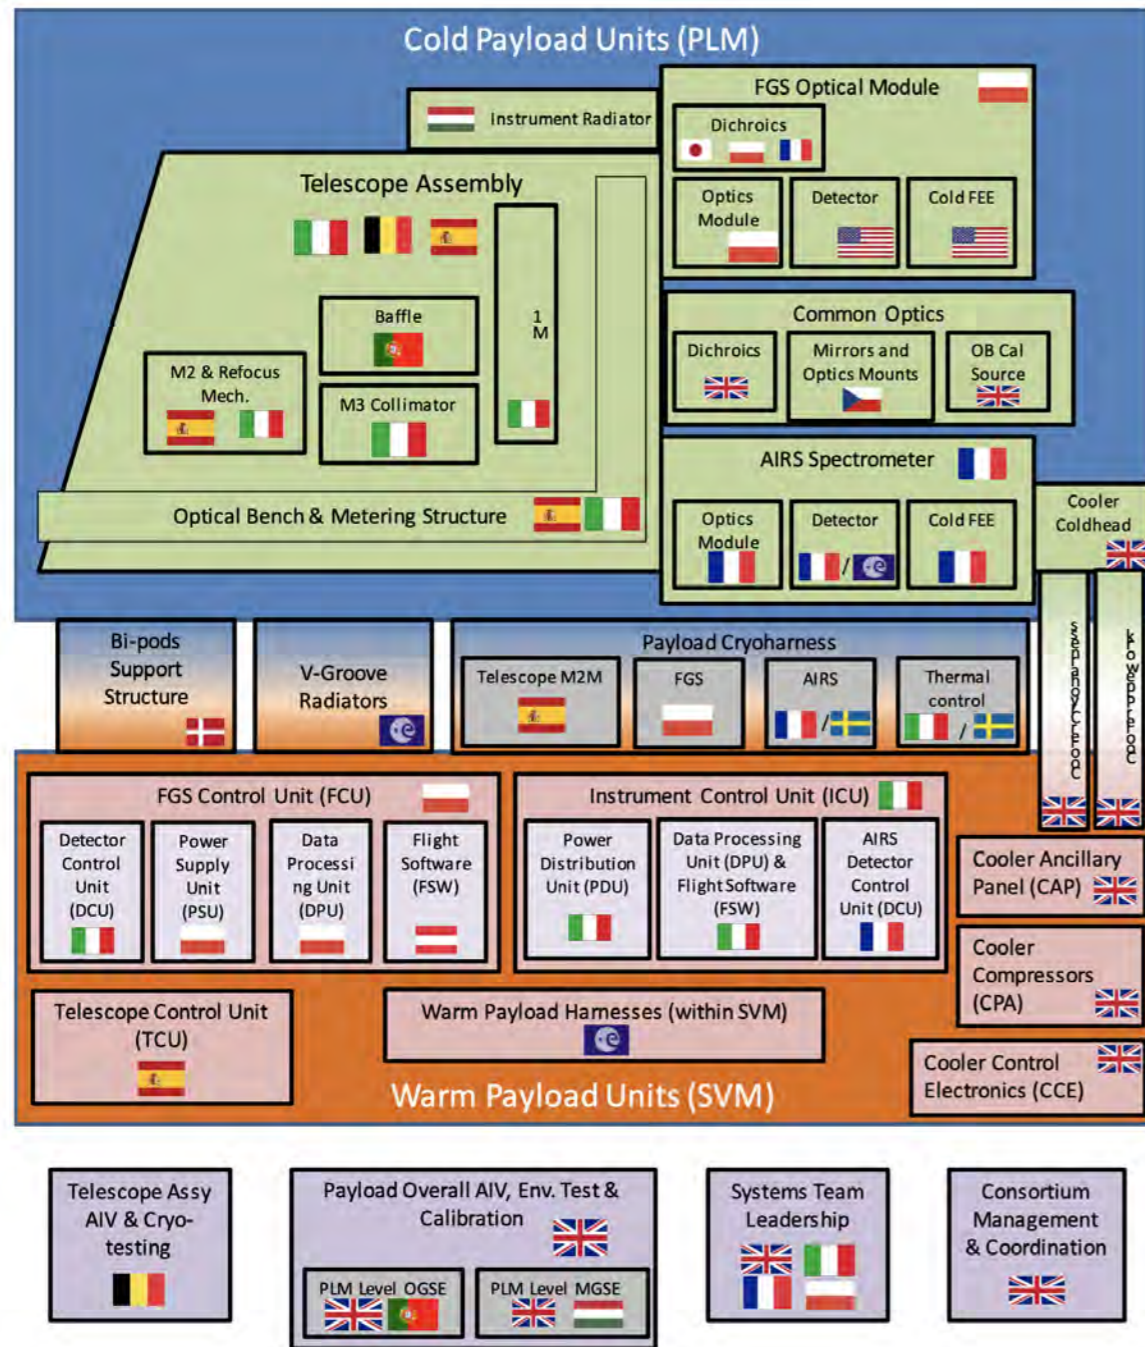 Cold Payload Units (PLM)
FGS Optical Module
Instrument Radiator
Dichroics
Telescope Assembly
Optics
Module
Detector
Cold FEE
1
M
Baffle
Common Optics
Dichroics
Mirrors and
Optics Mounts
OB Cal
Source
M2 & Refocus
Mech.
M3 Collimator
AIRS Spectrometer
Optical Bench & Metering Structure
Optics
Module
Detector
/
Cold FEE
Cooler
Coldhead
Bi-pods
Support
Structure
V-Groove
Radiators
Payload Cryoharness
Telescope M2M
FGS
AIRS
/
Thermal
control
/
FGS Control Unit (FCU)
Detector
Control
Unit
(DCU)
Power
Supply
Unit
(PSU)
Data
Processi
ng Unit
(DPU)
Flight
Software
(FSW)
Instrument Control Unit (ICU)
Power
Distribution
Unit (PDU)
Data Processing
Unit (DPU) &
Flight Software
(FSW)
AIRS
Detector
Control
Unit (DCU)
Cooler Ancillary
Panel (CAP)
Cooler
Compressors
(CPA)
Telescope Control Unit
(TCU)
Warm Payload Harnesses (within SVM)
Cooler Control
Electronics (CCE)
Warm Payload Units (SVM)
Telescope Assy
AIV & Cryo-
testing
Payload Overall AIV, Env. Test &
Calibration
PLM Level OGSE
PLM Level MGSE
Systems Team
Leadership
Consortium
Management
& Coordination